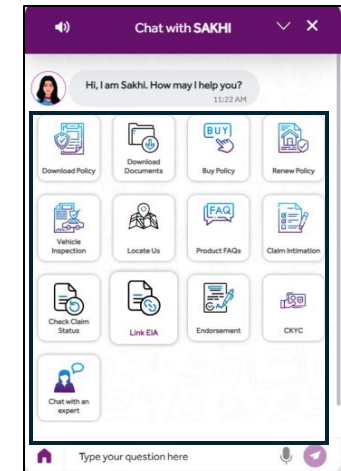 Chat with SAKHI
Hi, I am Sakhi. How may I help you?
11:22 AM
Download Policy
Download
Documents
BUY
Buy Policy
Renew Policy
Vehicle
Inspection
Locate Us
FAQ
Product FAQs
Claim Intimation
Check Claim
Status
Link EIA
Endorsement
CKYC
Chat with an
expert
Type your question here